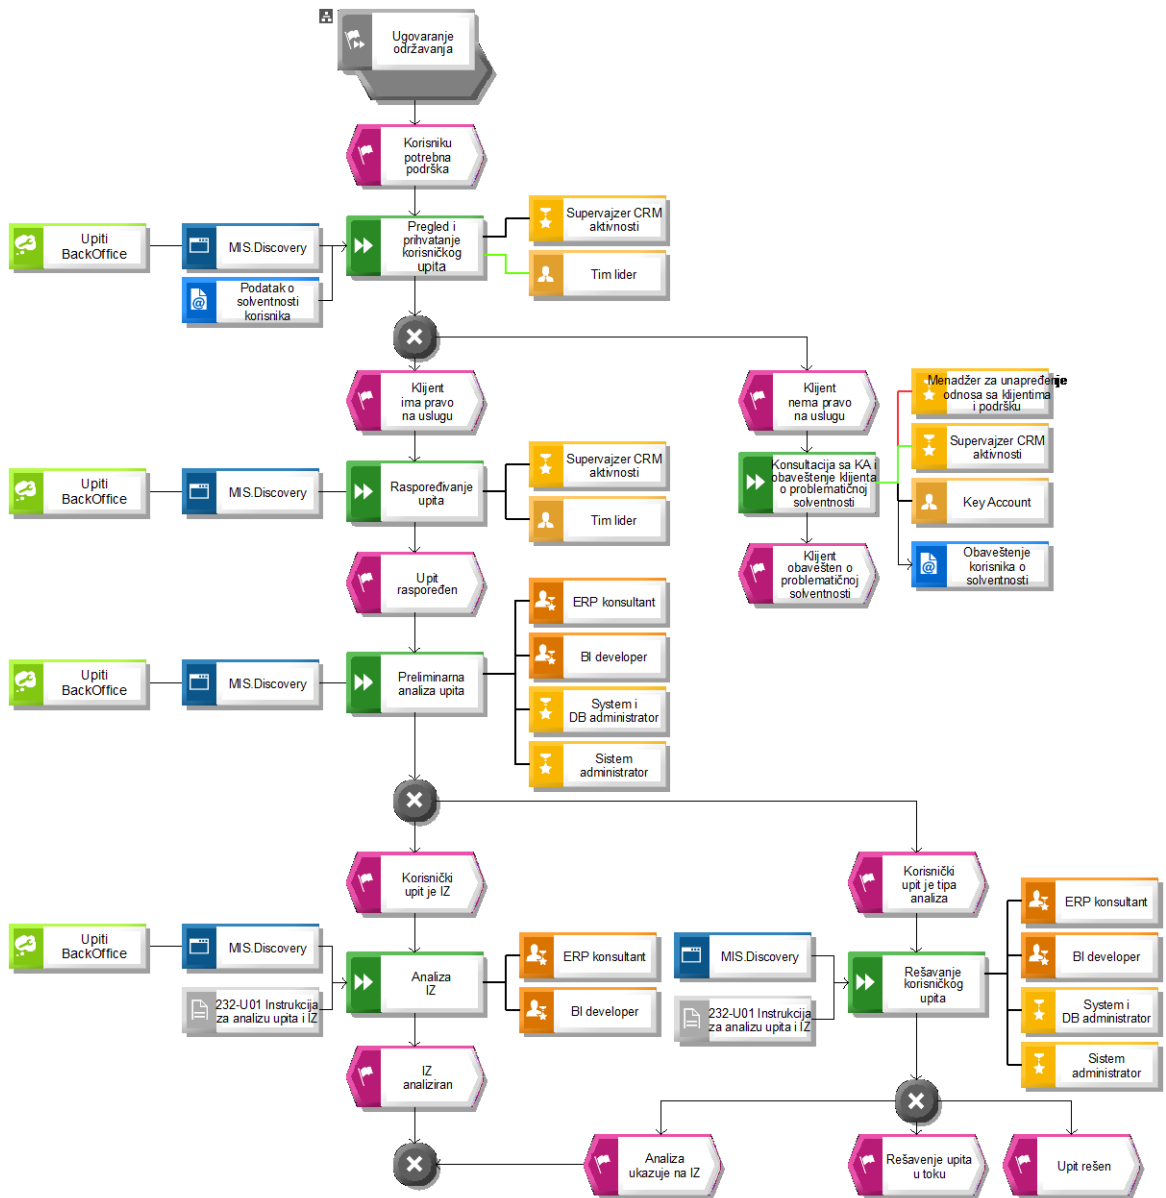 Ugovaranje
održavanja
Korisniku
potrebna
podrška
Upiti
BackOffice
MIS.Discovery
Podatak o
solventnosti
korisnika
Pregled i
prihvatanje
korisničkog
upita
Supervajzer CRM
aktivnosti
Tim lider
Klijent
ima pravo
na uslugu
Klijent
nema pravo
na uslugu
Menadžer za unapređenje
odnosa sa klijentima
i podršku
Supervajzer CRM
aktivnosti
Key Account
Obaveštenje
korisnika o
solventnosti
Upiti
BackOffice
MIS.Discovery
Raspoređivanje
upita
Supervajzer CRM
aktivnosti
Tim lider
Konsultacija sa KA i
obaveštenje klijenta
o problematičnoj
solventnosti
Klijent
obavešten o
problematičnoj
solventnosti
Upit
raspoređen
Upiti
BackOffice
MIS.Discovery
Preliminarna
analiza upita
ERP konsultant
BI developer
System i
DB administrator
Sistem
administrator
Korisnički
upit je IZ
Korisnički
upit je tipa
analiza
Upiti
BackOffice
MIS.Discovery
232-U01 Instrukcija
za analizu upita i IZ
Analiza
IZ
ERP konsultant
BI developer
MIS.Discovery
232-U01 Instrukcija
za analizu upita i IZ
Rešavanje
korisničkog
upita
ERP konsultant
BI developer
System i
DB administrator
Sistem
administrator
IZ
analiziran
Analiza
ukazuje na IZ
Rešavenje upita
u toku
Upit rešen